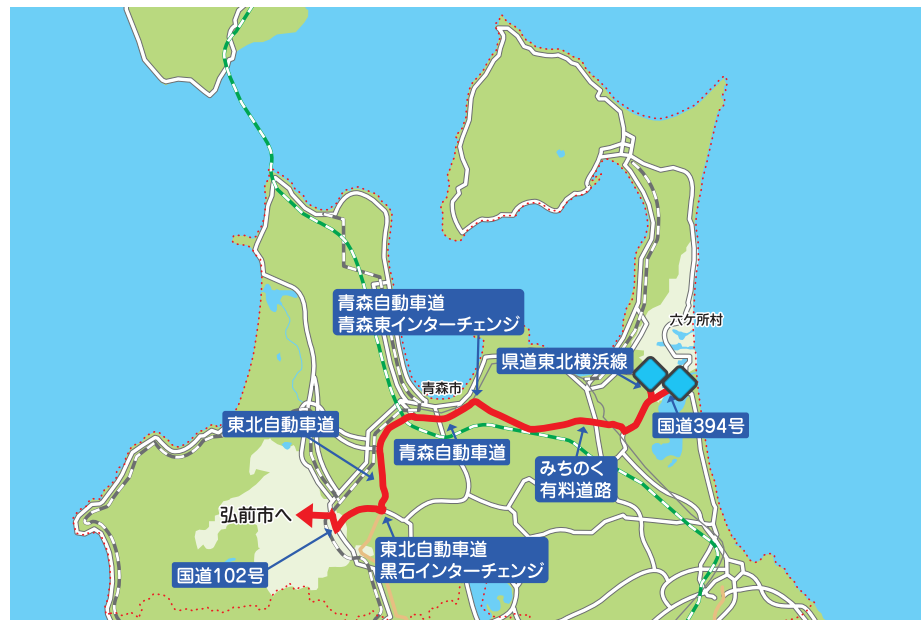 青森自動車道
青森東インターチェンジ
六ケ所村
県道東北横浜線
青森市
国道394号
東北自動車道
青森自動車道
みちのく
有料道路
弘前市へ
東北自動車道
黒石インターチェンジ
国道102号